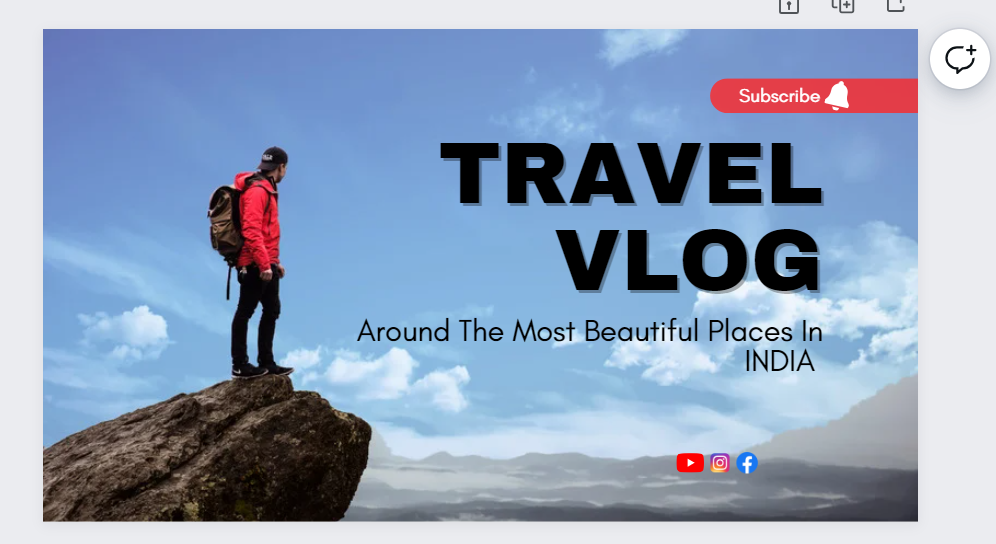 Subscribe
TRAVEL
VLOG
Around The Most Beautiful Places In
INDIA